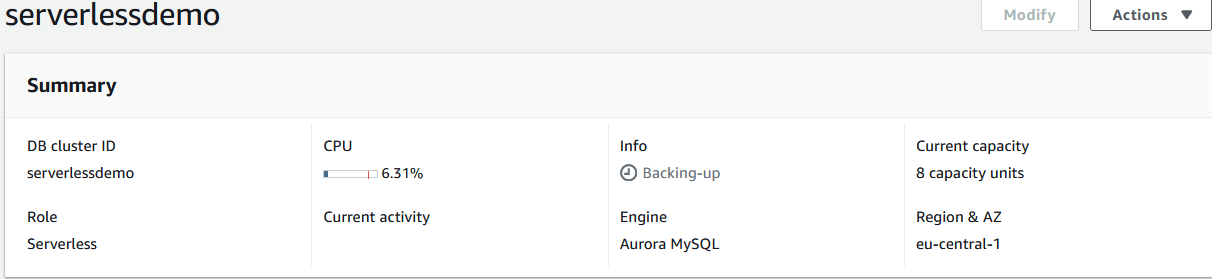 serverlessdemo
Modify
Actions
Summary
DB cluster ID
serverlessdemo
CPU
6.31%
Info
Backing-up
Current capacity
8 capacity units
Role
Serverless
Current activity
Engine
Aurora MySQL
Region & AZ
eu-central-1